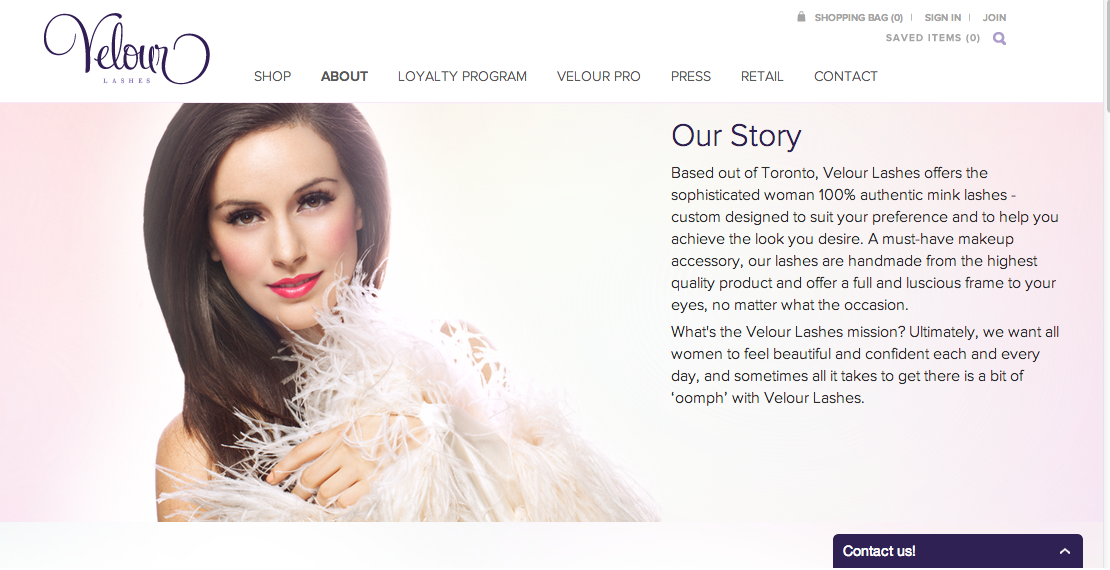 Velour
LASHES
SHOPPING BAG (0) | SIGN IN | JOIN
SAVED ITEMS (0)
SHOP ABOUT LOYALTY PROGRAM VELOUR PRO PRESS RETAIL CONTACT
Our Story
Based out of Toronto, Velour Lashes offers the
sophisticated woman 100% authentic mink lashes -
custom designed to suit your preference and to help you
achieve the look you desire. A must-have makeup
accessory, our lashes are handmade from the highest
quality product and offer a full and luscious frame to your
eyes, no matter what the occasion.
What's the Velour Lashes mission? Ultimately, we want all
women to feel beautiful and confident each and every
day, and sometimes all it takes to get there is a bit of
‘oomph’ with Velour Lashes.
Contact us!